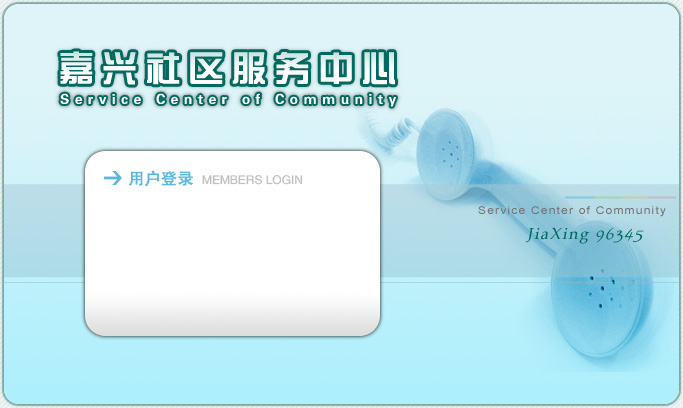 嘉兴社区服务中心
Service Center of Community
用户登录 MEMBERS LOGIN
Service Center of Community
JiaXing 96345